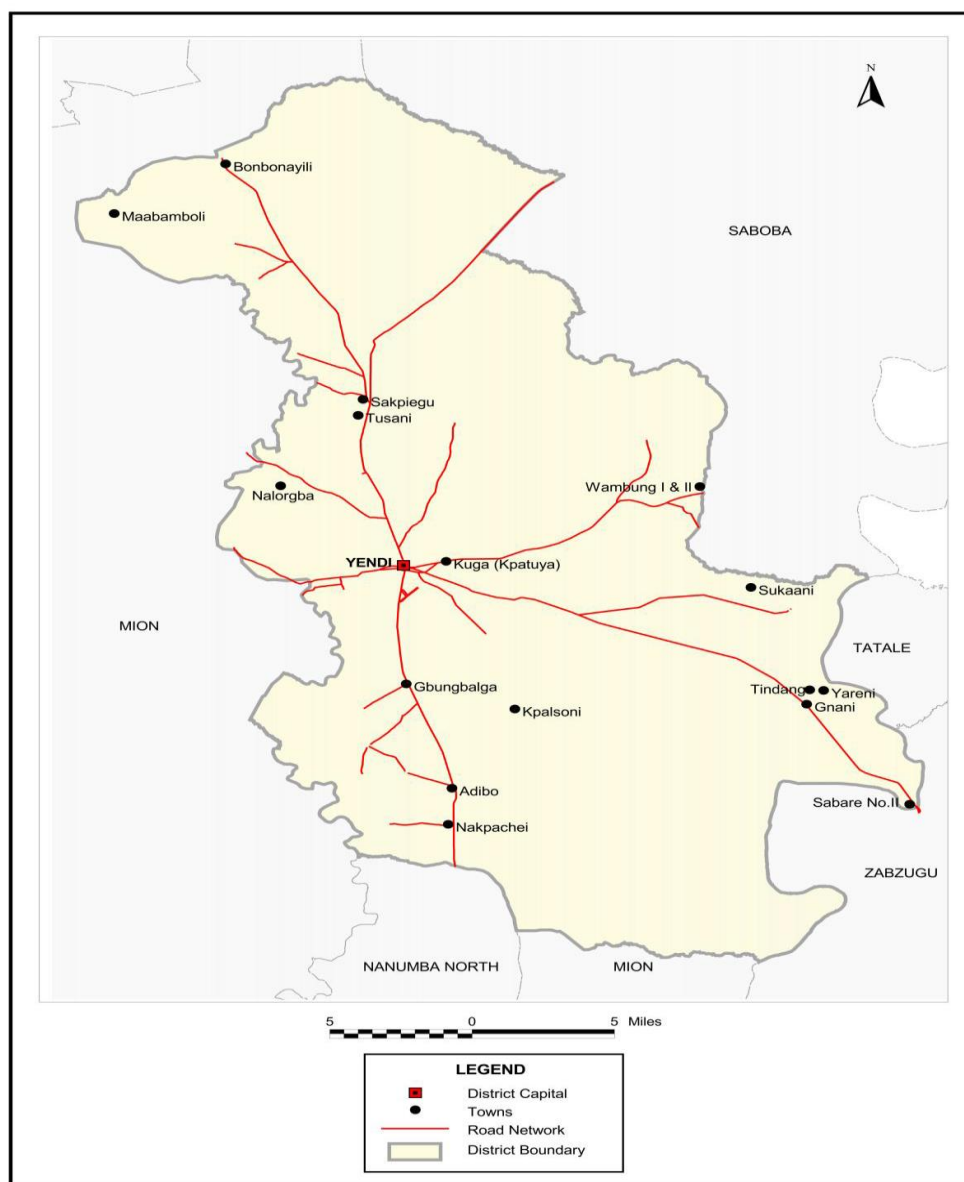 N
Bonbonayili
Maabamboli
SABOBA
Sakpiegu
Tusani
Nalorgba
Wambung I & II
YENDI
Kuga (Kpatuya)
Sukaani
MION
TATALE
Gbungbalga
Tindang
Yareni
Gnani
Kpalsoni
Adibo
Sabare No.II
Nakpachei
ZABZUGU
NANUMBA NORTH
MION
5 0 5 Miles
LEGEND
District Capital
Towns
Road Network
District Boundary